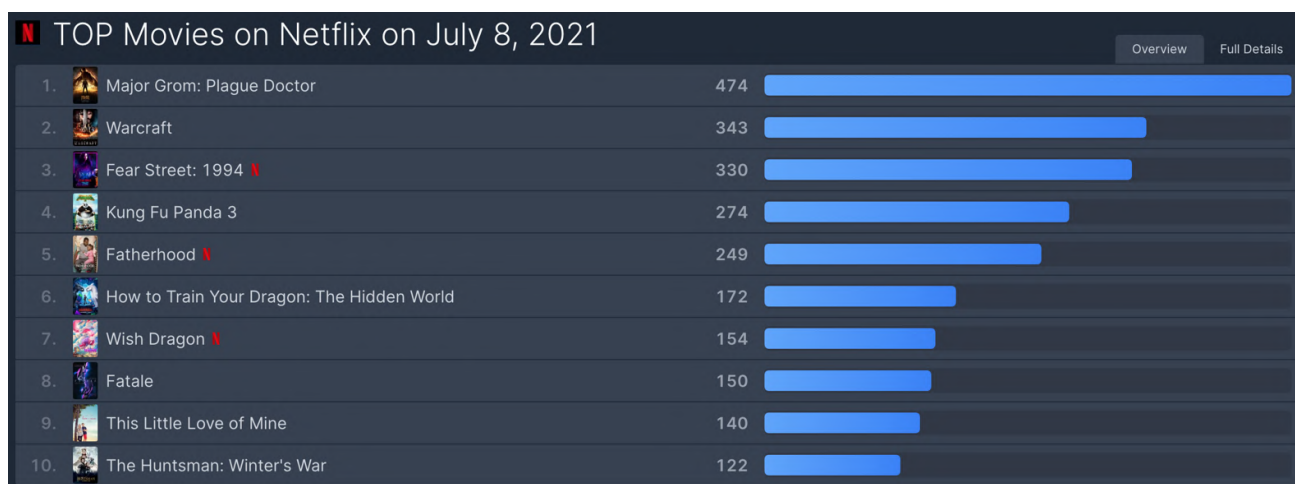 N TOP Movies on Netflix on July 8, 2021
Overview Full Details
1. Major Grom: Plague Doctor 474
2. Warcraft 343
3. Fear Street: 1994 N 330
4. Kung Fu Panda 3 274
5. Fatherhood N 249
6. How to Train Your Dragon: The Hidden World 172
7. Wish Dragon N 154
8. Fatale 150
9. This Little Love of Mine 140
10. The Huntsman: Winter's War 122